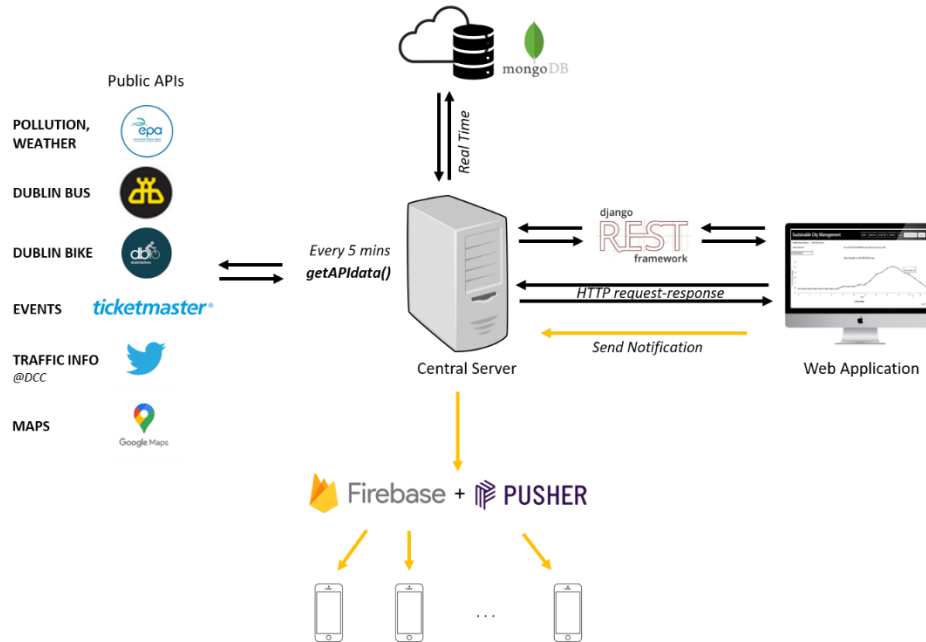 mongoDB
Public APIs
POLLUTION,
WEATHER
epa
Real Time
DUBLIN BUS
django
REST
framework
Sustainable City Management
DUBLIN BIKE
db
Every 5 mins
getAPIdata()
HTTP request-response
EVENTS
ticketmaster®
Send Notification
TRAFFIC INFO
@DCC
Central Server
Web Application
MAPS
Google Maps
Firebase + PUSHER
...